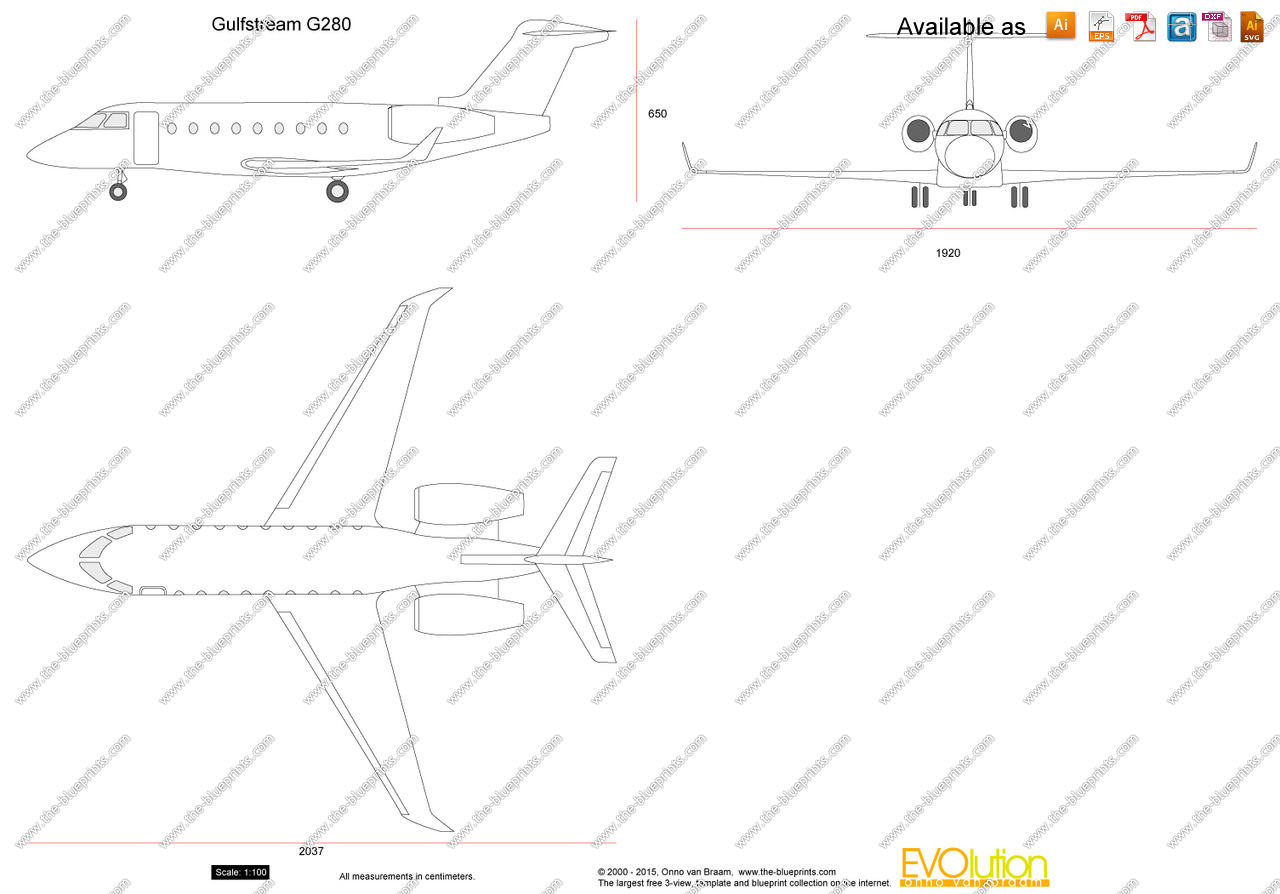 Gulfstream G280
Available as
Ai
EPS
PDF
a
DXF
Ai
SVG
650
1920
2037
Scale: 1:100
All measurements in centimeters.
© 2000 - 2015, Onno van Braam, www.the-blueprints.com
The largest free 3-view, template and blueprint collection on the internet.
EVOlution
onno van braam
www.the-blueprints.com